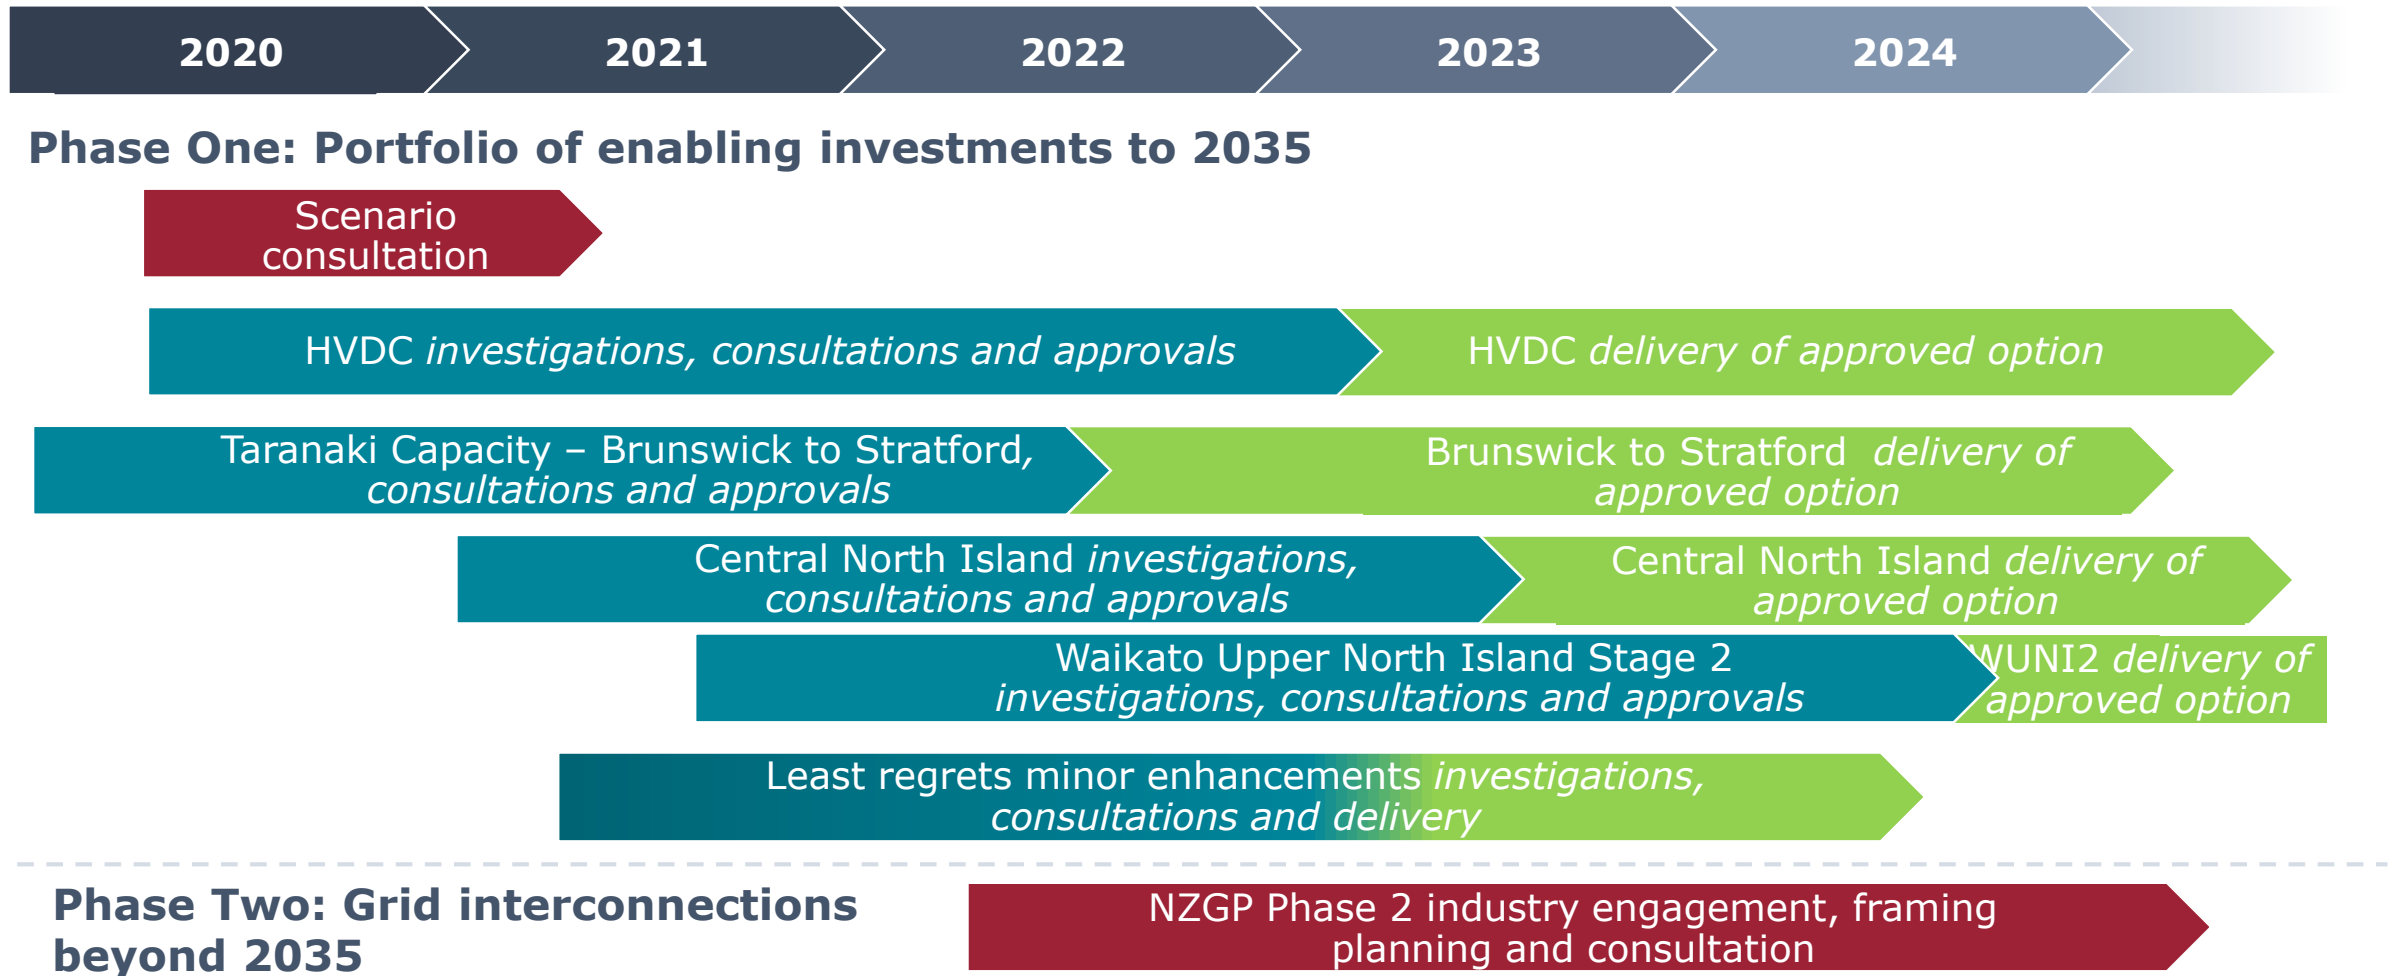 2020
2021
2022
2023
2024
Phase One: Portfolio of enabling investments to 2035
Scenario
consultation
HVDC investigations, consultations and approvals
HVDC delivery of approved option
Taranaki Capacity – Brunswick to Stratford,
consultations and approvals
Brunswick to Stratford delivery of
approved option
Central North Island investigations,
consultations and approvals
Central North Island delivery of
approved option
Waikato Upper North Island Stage 2
investigations, consultations and approvals
WUNI2 delivery of
approved option
Least regrets minor enhancements investigations,
consultations and delivery
Phase Two: Grid interconnections
beyond 2035
NZGP Phase 2 industry engagement, framing
planning and consultation